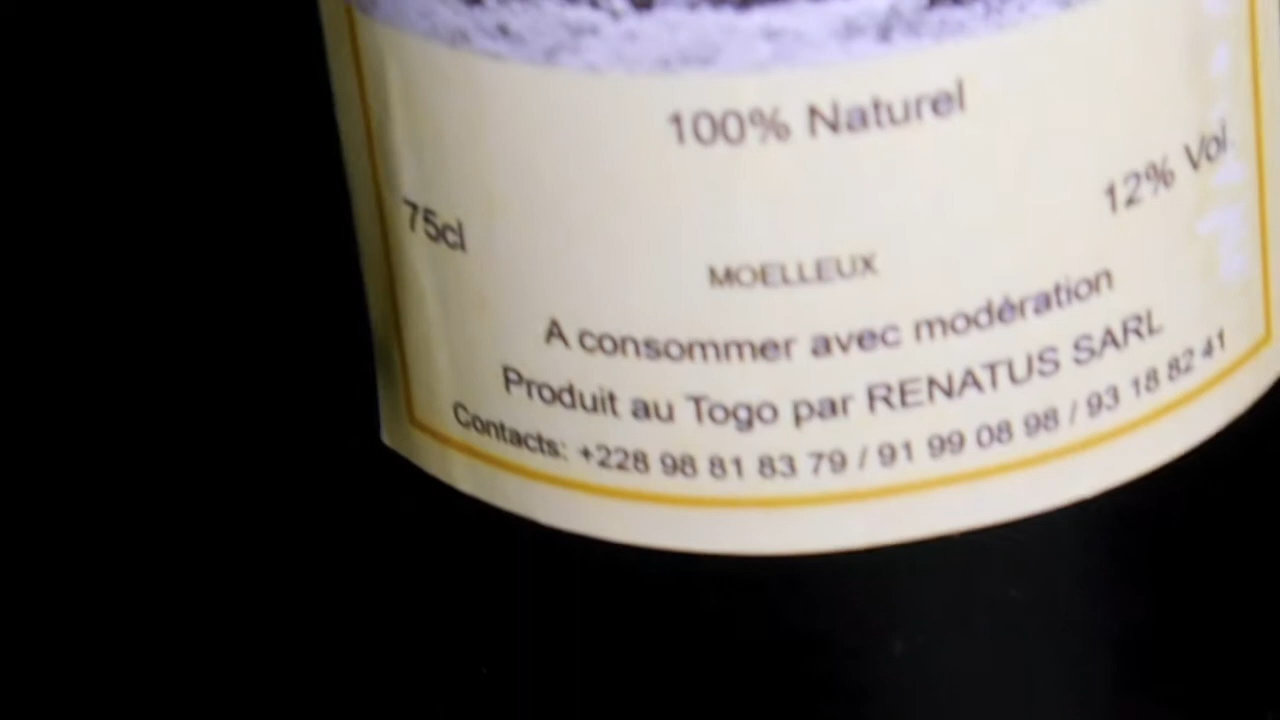 100% Naturel
75cl
12% Vol.
MOELLEUX
A consommer avec modération
Produit au Togo par RENATUS SARL
Contacts: +228 98 81 83 79 / 91 99 08 98 / 93 18 82 41